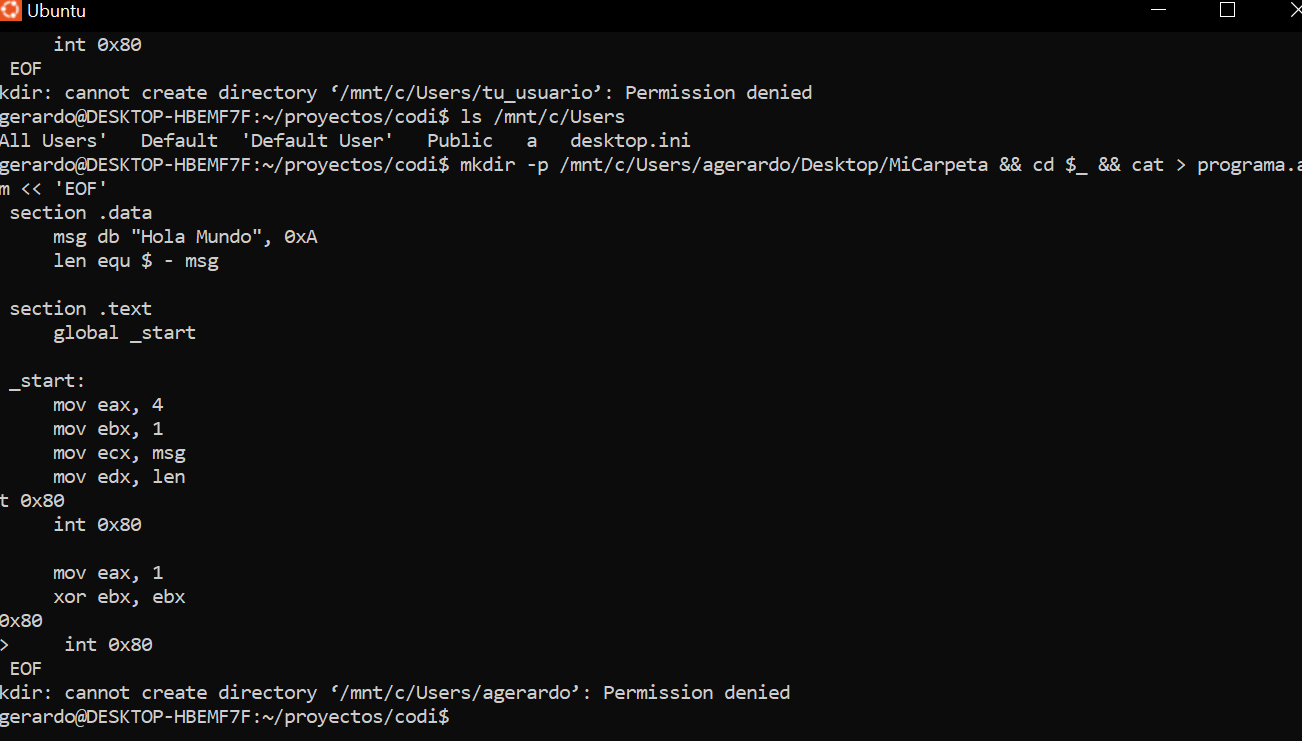 Ubuntu
int 0x80
EOF
kdir: cannot create directory ‘/mnt/c/Users/tu_usuario’: Permission denied
gerardo@DESKTOP-HBEMF7F:~/proyectos/codi$ ls /mnt/c/Users
All Users'   Default  'Default User'   Public   a   desktop.ini
gerardo@DESKTOP-HBEMF7F:~/proyectos/codi$ mkdir -p /mnt/c/Users/agerardo/Desktop/MiCarpeta && cd $_ && cat > programa.a
m << 'EOF'
section .data
    msg db "Hola Mundo", 0xA
    len equ $ - msg
section .text
    global _start
_start:
    mov eax, 4
    mov ebx, 1
    mov ecx, msg
    mov edx, len
t 0x80
    int 0x80
    mov eax, 1
    xor ebx, ebx
0x80
>     int 0x80
EOF
kdir: cannot create directory ‘/mnt/c/Users/agerardo’: Permission denied
gerardo@DESKTOP-HBEMF7F:~/proyectos/codi$